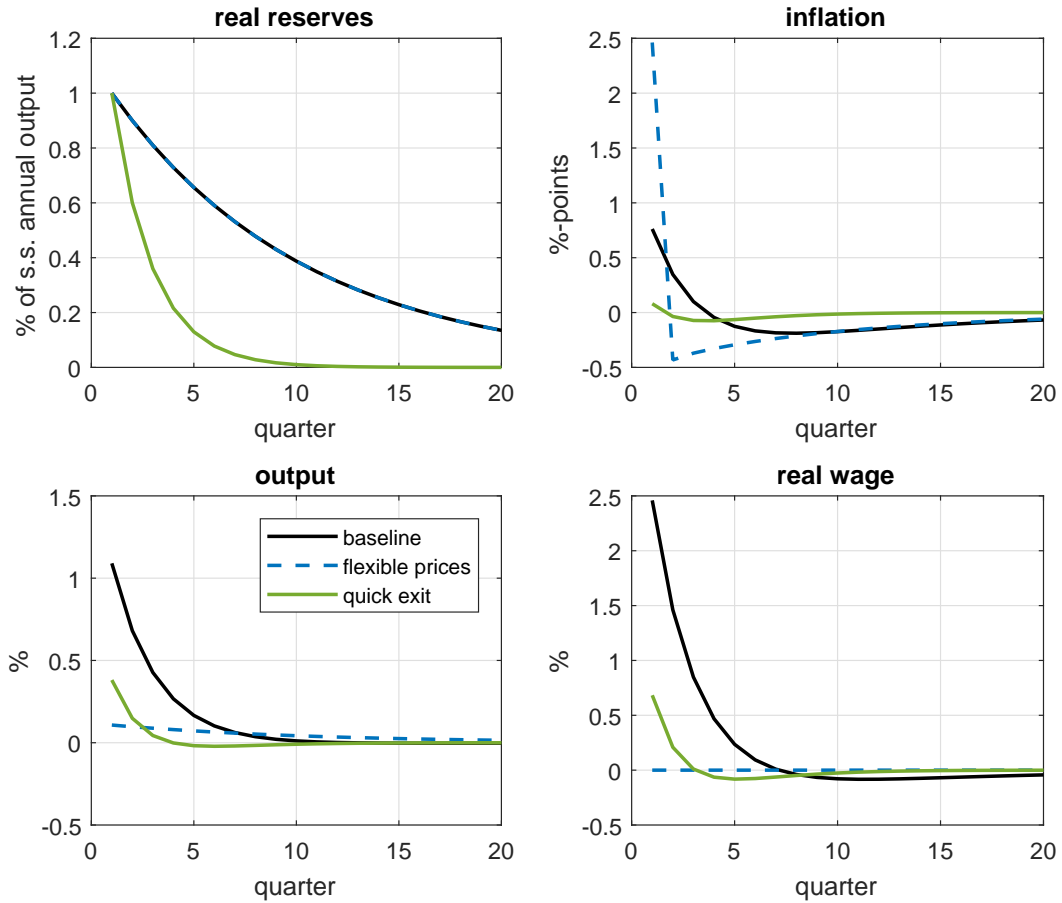 real reserves
1.2
1
0.8
0.6
0.4
0.2
0
% of s.s. annual output
0 5 10 15 20
quarter
inflation
2.5
2
1.5
1
0.5
0
-0.5
%-points
0 5 10 15 20
quarter
output
1.5
1
0.5
0
-0.5
%
baseline
flexible prices
quick exit
0 5 10 15 20
quarter
real wage
2.5
2
1.5
1
0.5
0
-0.5
%
0 5 10 15 20
quarter